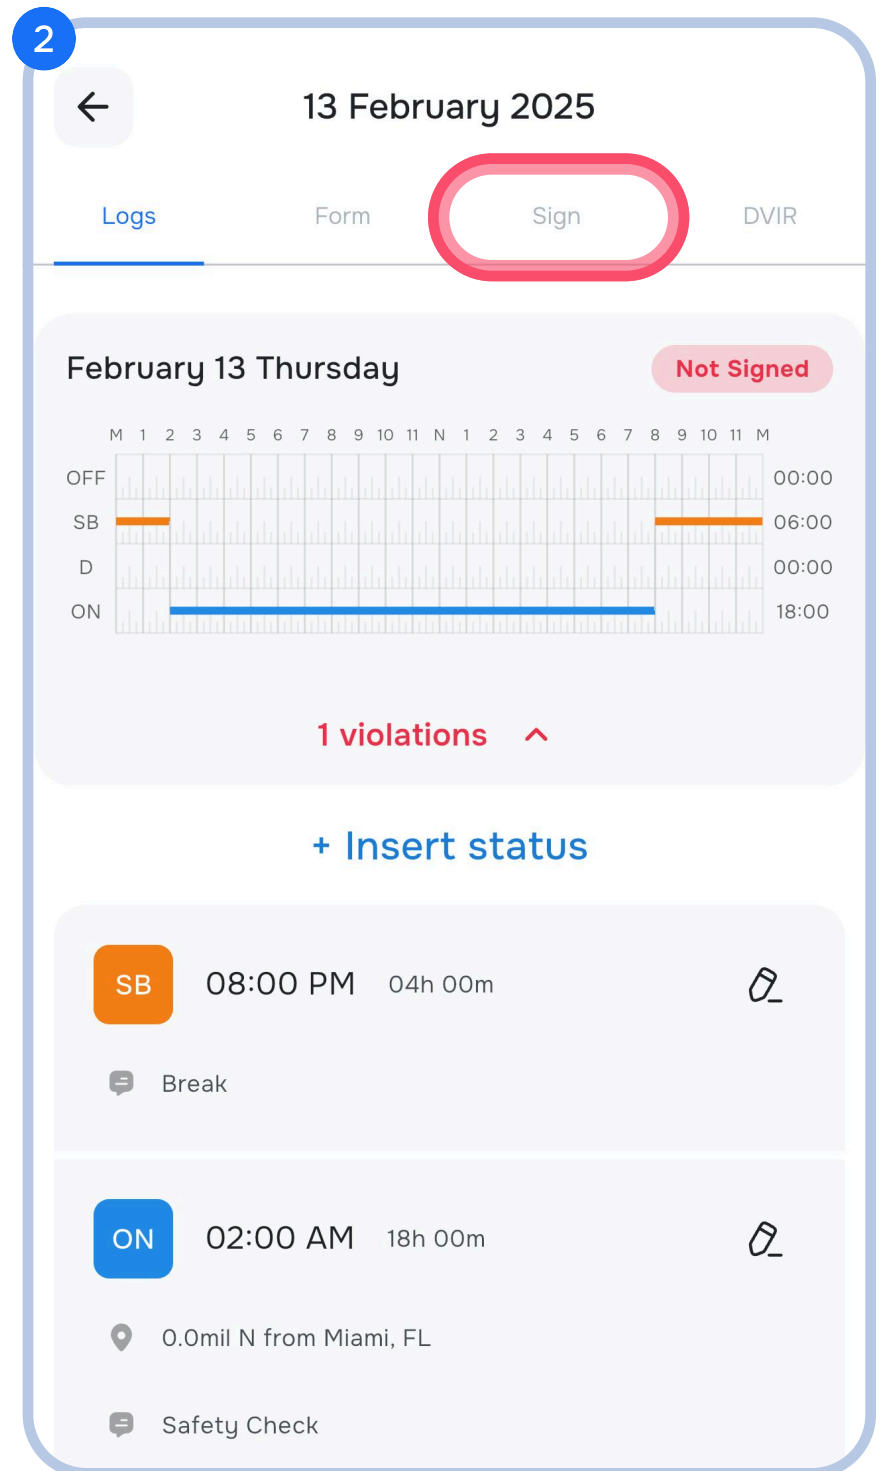 2
13 February 2025
Logs Form Sign DVIR
February 13 Thursday Not Signed
M 1 2 3 4 5 6 7 8 9 10 11 N 1 2 3 4 5 6 7 8 9 10 11 M
OFF 00:00
SB 06:00
D 00:00
ON 18:00
1 violations
+ Insert status
SB 08:00 PM 04h 00m
Break
ON 02:00 AM 18h 00m
0.0mil N from Miami, FL
Safety Check